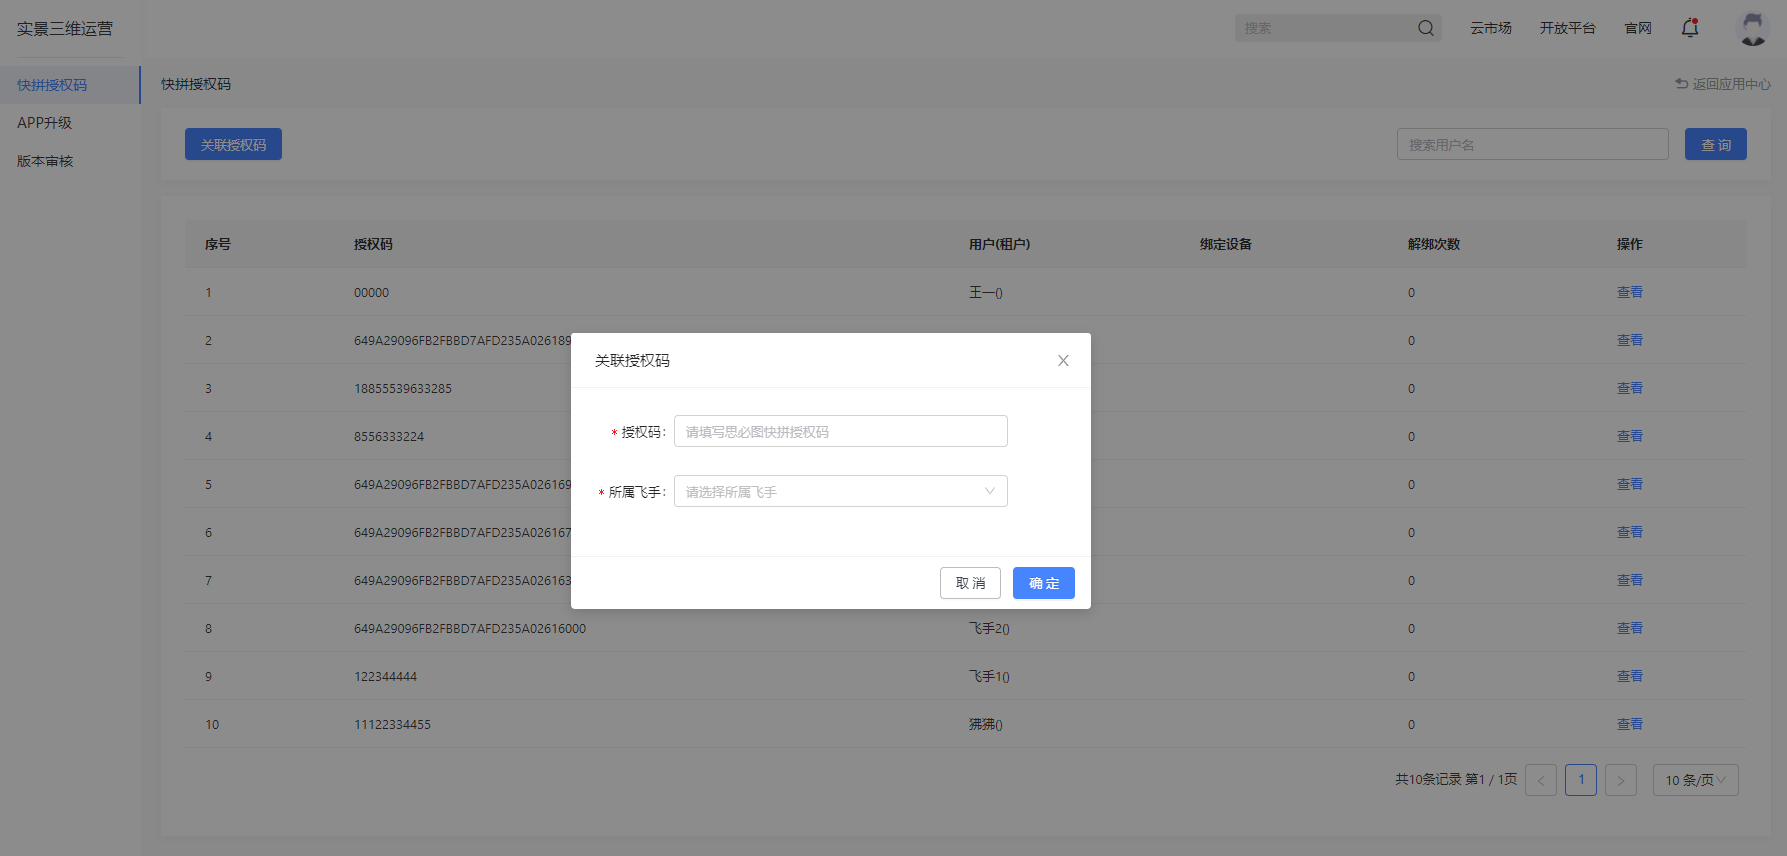 实景三维运营
搜索
云市场
开放平台
官网
快拼授权码
APP升级
版本审核
快拼授权码
返回应用中心
关联授权码
搜索用户名
查 询
序号 授权码 用户(租户) 绑定设备 解绑次数 操作
1 00000 王一() 0 查看
2 649A29096FB2FBBD7AFD235A026189 0 查看
3 18855539633285 0 查看
4 8556333224 0 查看
5 649A29096FB2FBBD7AFD235A026169 0 查看
6 649A29096FB2FBBD7AFD235A026167 0 查看
7 649A29096FB2FBBD7AFD235A026163 0 查看
8 649A29096FB2FBBD7AFD235A02616000 飞手2() 0 查看
9 122344444 飞手1() 0 查看
10 11122334455 狒狒() 0 查看
共10条记录 第1 / 1页 < 1 > 10 条/页
关联授权码
* 授权码: 请填写思必图快拼授权码
* 所属飞手: 请选择所属飞手
取 消
确 定